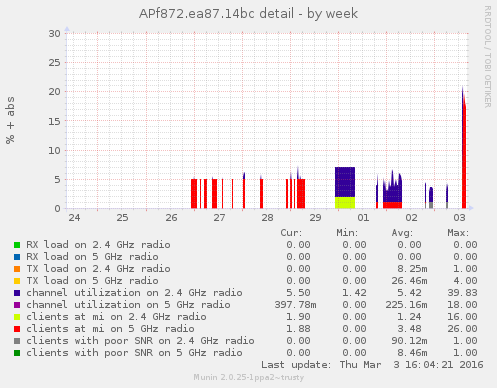 APf872.ea87.14bc detail - by week
RRDTOOL / TOBI OETIKER
% + abs
30
25
20
15
10
5
0
24 25 26 27 28 29 01 02 03
Cur: Min: Avg: Max:
RX load on 2.4 GHz radio 0.00 0.00 0.00 0.00
RX load on 5 GHz radio 0.00 0.00 0.00 0.00
TX load on 2.4 GHz radio 0.00 0.00 8.25m 1.00
TX load on 5 GHz radio 0.00 0.00 26.46m 4.00
channel utilization on 2.4 GHz radio 5.50 1.42 5.42 39.83
channel utilization on 5 GHz radio 397.78m 0.00 225.16m 18.00
clients at mi on 2.4 GHz radio 1.90 0.00 1.24 16.00
clients at mi on 5 GHz radio 1.88 0.00 3.48 26.00
clients with poor SNR on 2.4 GHz radio 0.00 0.00 90.12m 1.00
clients with poor SNR on 5 GHz radio 0.00 0.00 8.46m 1.00
Last update: Thu Mar 3 16:04:21 2016
Munin 2.0.25-1ppa2~trusty